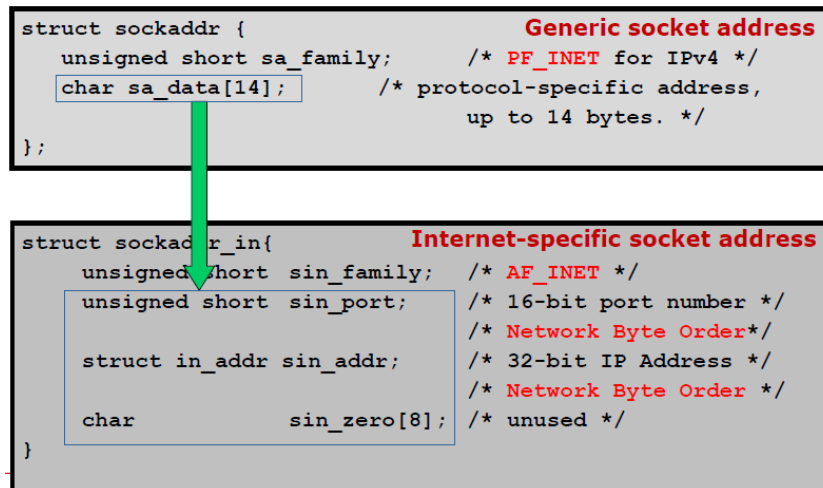 struct sockaddr { Generic socket address
unsigned short sa_family; /* PF_INET for IPv4 */
char sa_data[14]; /* protocol-specific address,
up to 14 bytes. */
};
struct sockaddr_in{ Internet-specific socket address
unsigned short sin_family; /* AF_INET */
unsigned short sin_port; /* 16-bit port number */
/* Network Byte Order*/
struct in_addr sin_addr; /* 32-bit IP Address */
/* Network Byte Order */
char sin_zero[8]; /* unused */
}